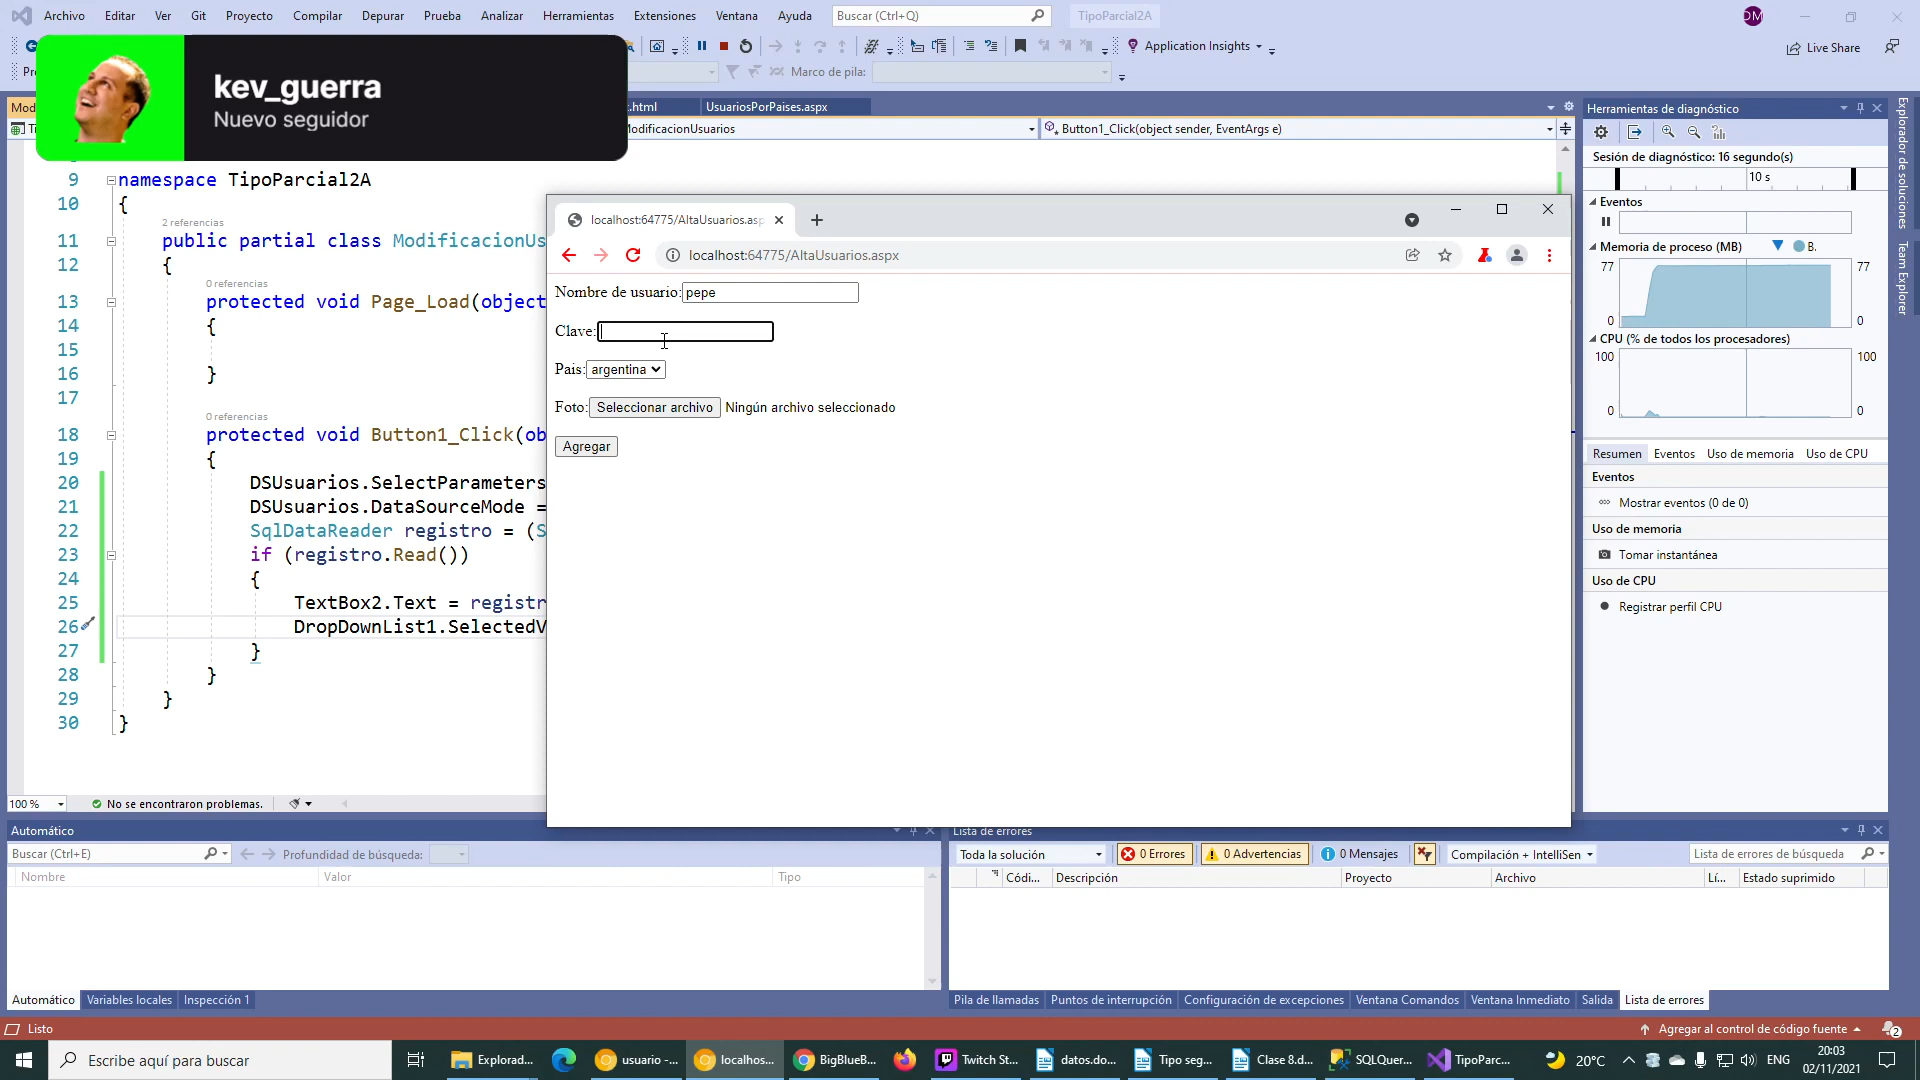 Archivo Editar Ver Git Proyecto Compilar Depurar Prueba Analizar Herramientas Extensiones Ventana Ayuda Buscar (Ctrl+Q) TipoParcial2A DM
Application Insights Live Share
Marco de pila:
kev_guerra
Nuevo seguidor
.html UsuariosPorPaises.aspx
ModificacionUsuarios Button1_Click(object sender, EventArgs e)
9 namespace TipoParcial2A
10 {
2 referencias
11 public partial class ModificacionUs
12 {
0 referencias
13 protected void Page_Load(object
14 {
15
16 }
17
0 referencias
18 protected void Button1_Click(ob
19 {
20 DSUsuarios.SelectParameters
21 DSUsuarios.DataSourceMode =
22 SqlDataReader registro = (S
23 if (registro.Read())
24 {
25 TextBox2.Text = registr
26 DropDownList1.SelectedV
27 }
28 }
29 }
30 }
100 % No se encontraron problemas.
localhost:64775/AltaUsuarios.asp
localhost:64775/AltaUsuarios.aspx
Nombre de usuario: pepe
Clave:
Pais: argentina
Foto: Seleccionar archivo Ningún archivo seleccionado
Agregar
Herramientas de diagnóstico
Sesión de diagnóstico: 16 segundo(s)
10 s
Eventos
Memoria de proceso (MB) B.
77 77
0 0
CPU (% de todos los procesadores)
100 100
0 0
Resumen Eventos Uso de memoria Uso de CPU
Eventos
Mostrar eventos (0 de 0)
Uso de memoria
Tomar instantánea
Uso de CPU
Registrar perfil CPU
Explorador de soluciones
Team Explorer
Automático
Buscar (Ctrl+E) Profundidad de búsqueda:
Nombre Valor Tipo
Automático Variables locales Inspección 1
Lista de errores
Toda la solución 0 Errores 0 Advertencias 0 Mensajes Compilación + IntelliSen Lista de errores de búsqueda
Códi... Descripción Proyecto Archivo Lí... Estado suprimido
Pila de llamadas Puntos de interrupción Configuración de excepciones Ventana Comandos Ventana Inmediato Salida Lista de errores
Listo Agregar al control de código fuente 2
Escribe aquí para buscar Explorad... usuario -... localhos... BigBlueB... Twitch St... datos.do... Tipo seg... Clase 8.d... SQLQuer... TipoParc... 20°C ENG 20:03
02/11/2021